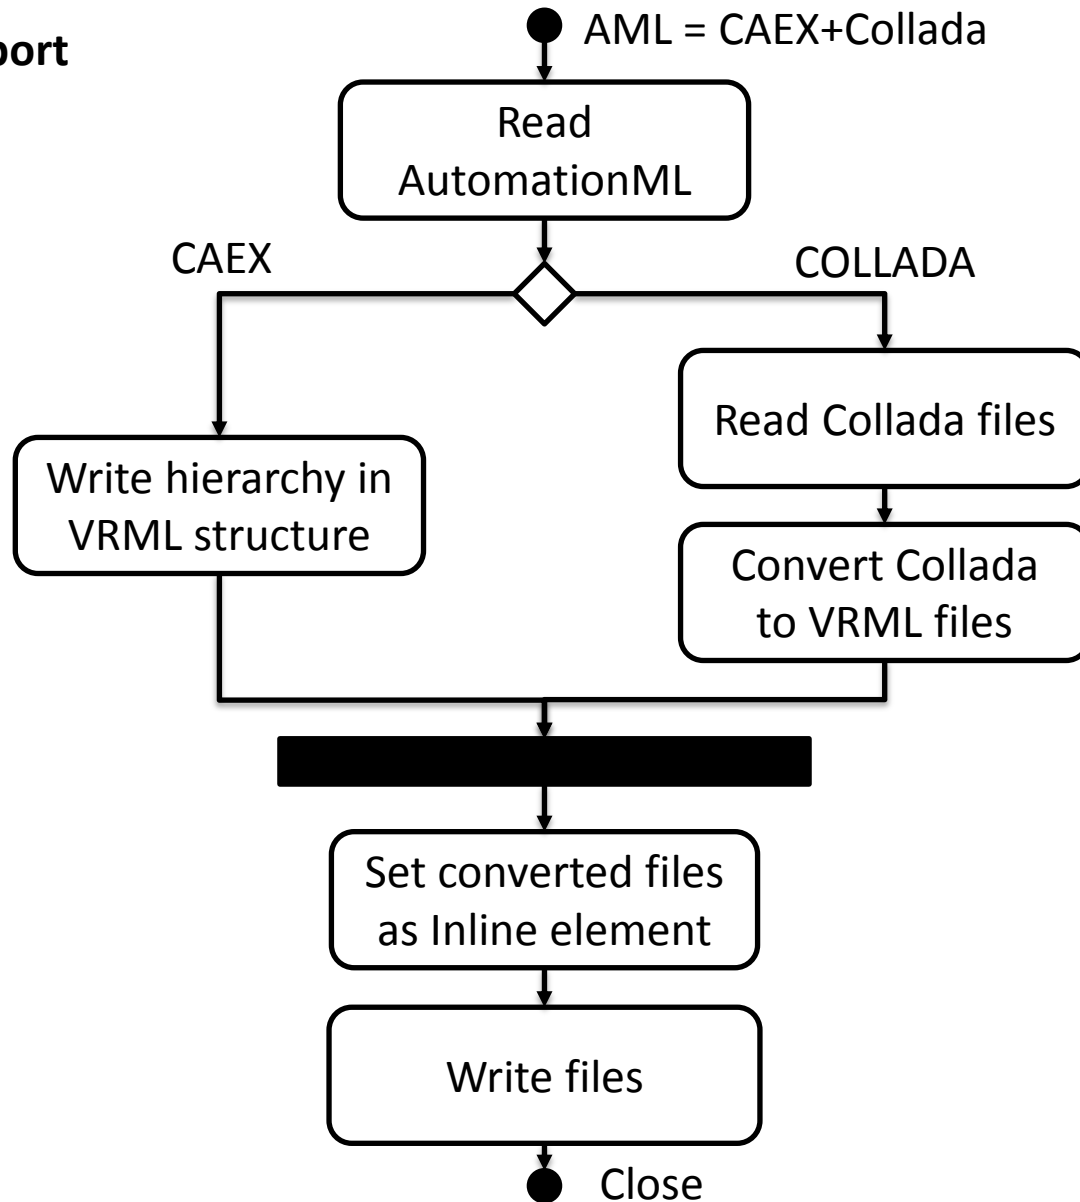 port
AML = CAEX+Collada
Read
AutomationML
CAEX
COLLADA
Read Collada files
Write hierarchy in
VRML structure
Convert Collada
to VRML files
Set converted files
as Inline element
Write files
Close